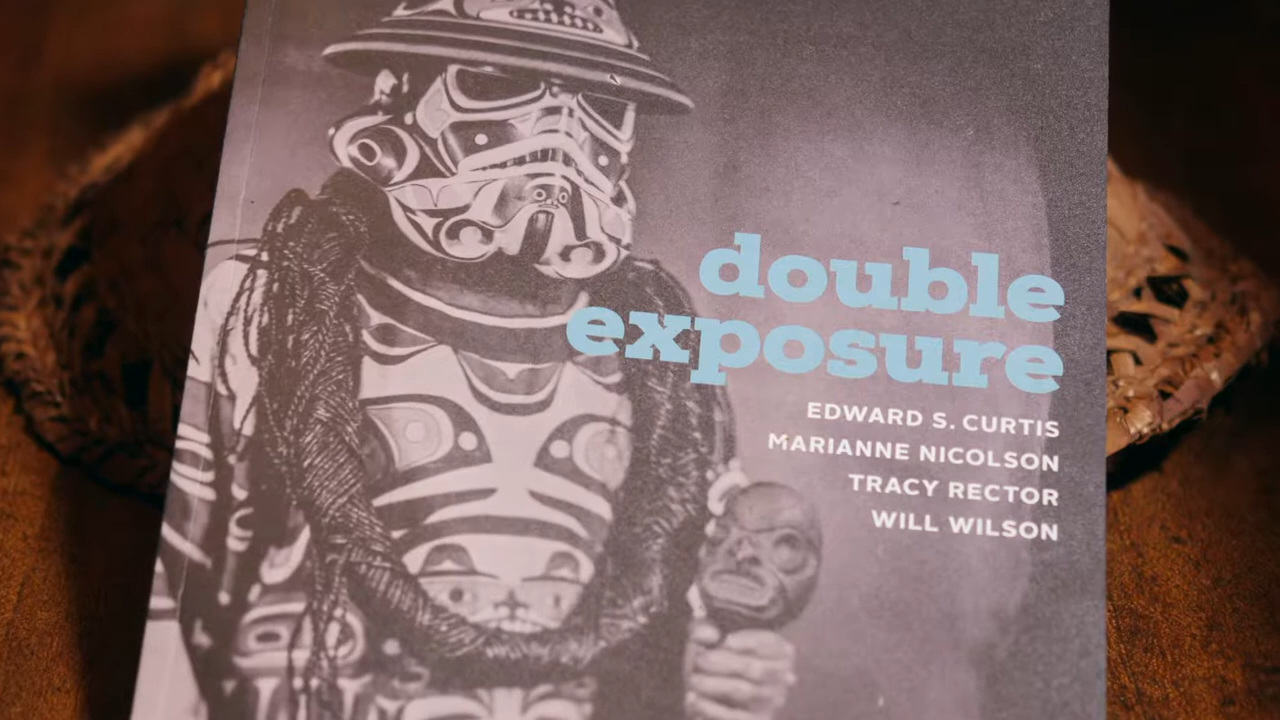 double
exposure
EDWARD S. CURTIS
MARIANNE NICOLSON
TRACY RECTOR
WILL WILSON